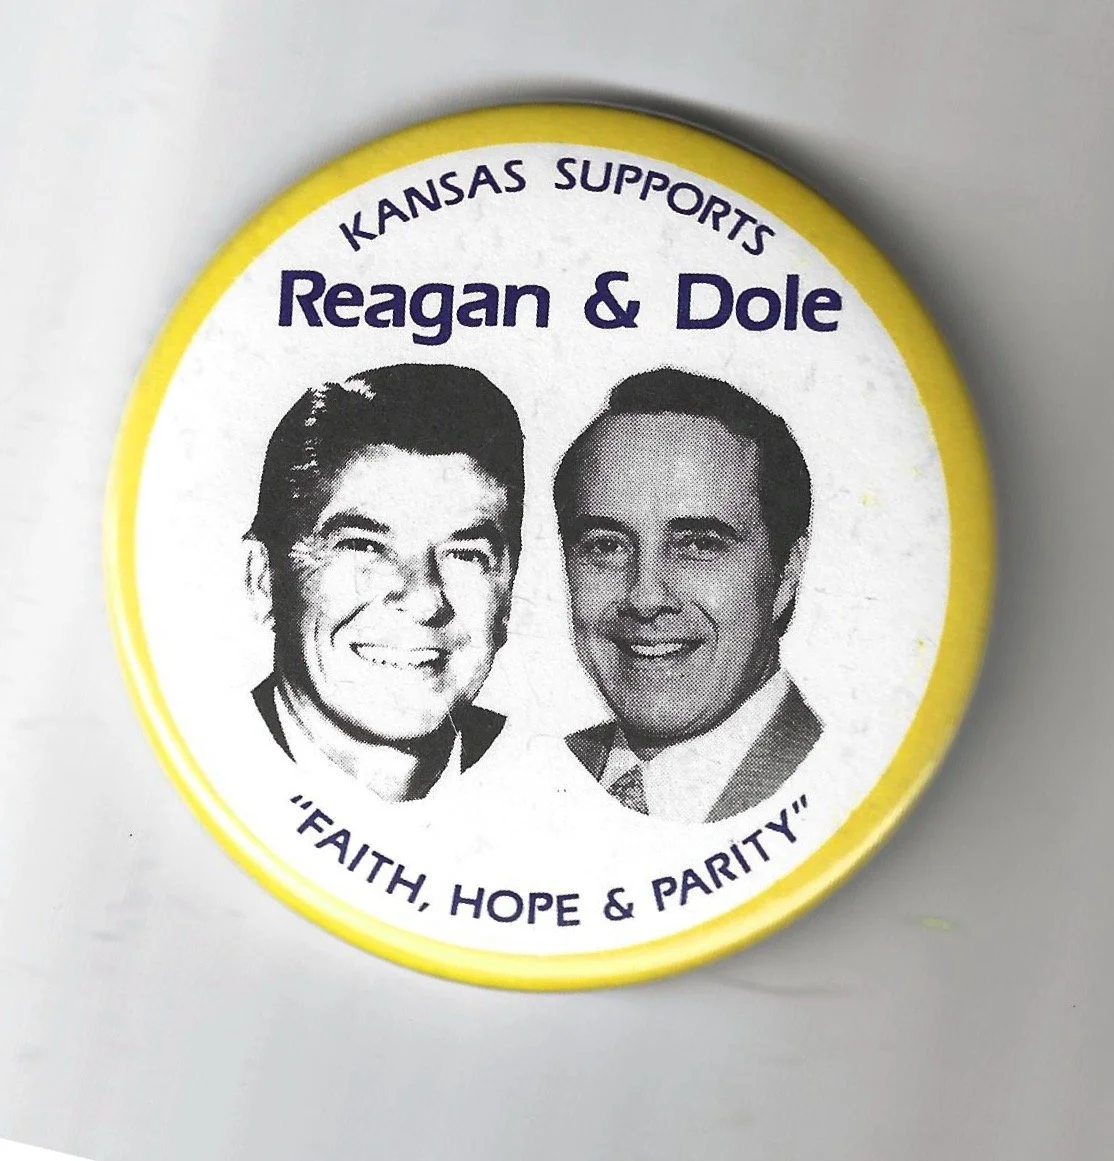 KANSAS SUPPORTS
Reagan & Dole
“FAITH, HOPE & PARITY”